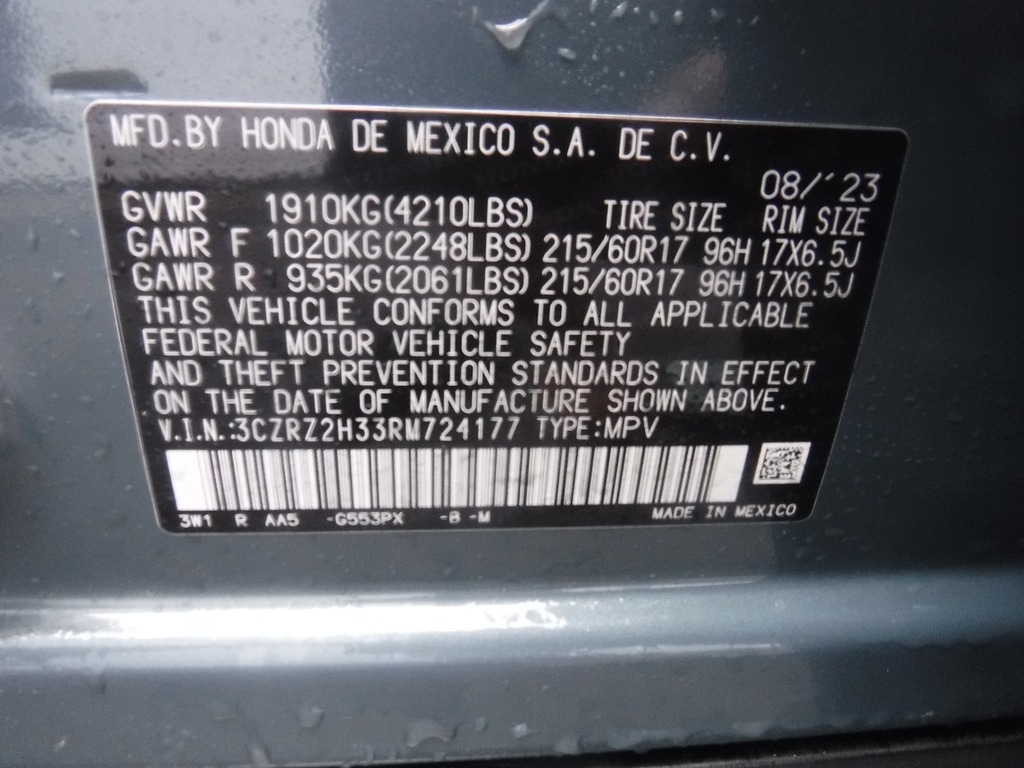 MFD.BY HONDA DE MEXICO S.A. DE C.V.
08/'23
GVWR 1910KG(4210LBS) TIRE SIZE RIM SIZE
GAWR F 1020KG(2248LBS) 215/60R17 96H 17X6.5J
GAWR R 935KG(2061LBS) 215/60R17 96H 17X6.5J
THIS VEHICLE CONFORMS TO ALL APPLICABLE
FEDERAL MOTOR VEHICLE SAFETY
AND THEFT PREVENTION STANDARDS IN EFFECT
ON THE DATE OF MANUFACTURE SHOWN ABOVE.
V.I.N.:3CZRZ2H33RM724177 TYPE:MPV
3W1 R AA5 -G553PX -B -M MADE IN MEXICO